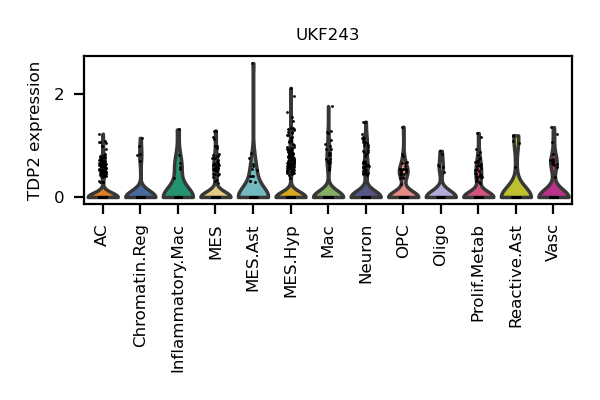 UKF243
TDP2 expression
2
0
AC
Chromatin.Reg
Inflammatory.Mac
MES
MES.Ast
MES.Hyp
Mac
Neuron
OPC
Oligo
Prolif.Metab
Reactive.Ast
Vasc